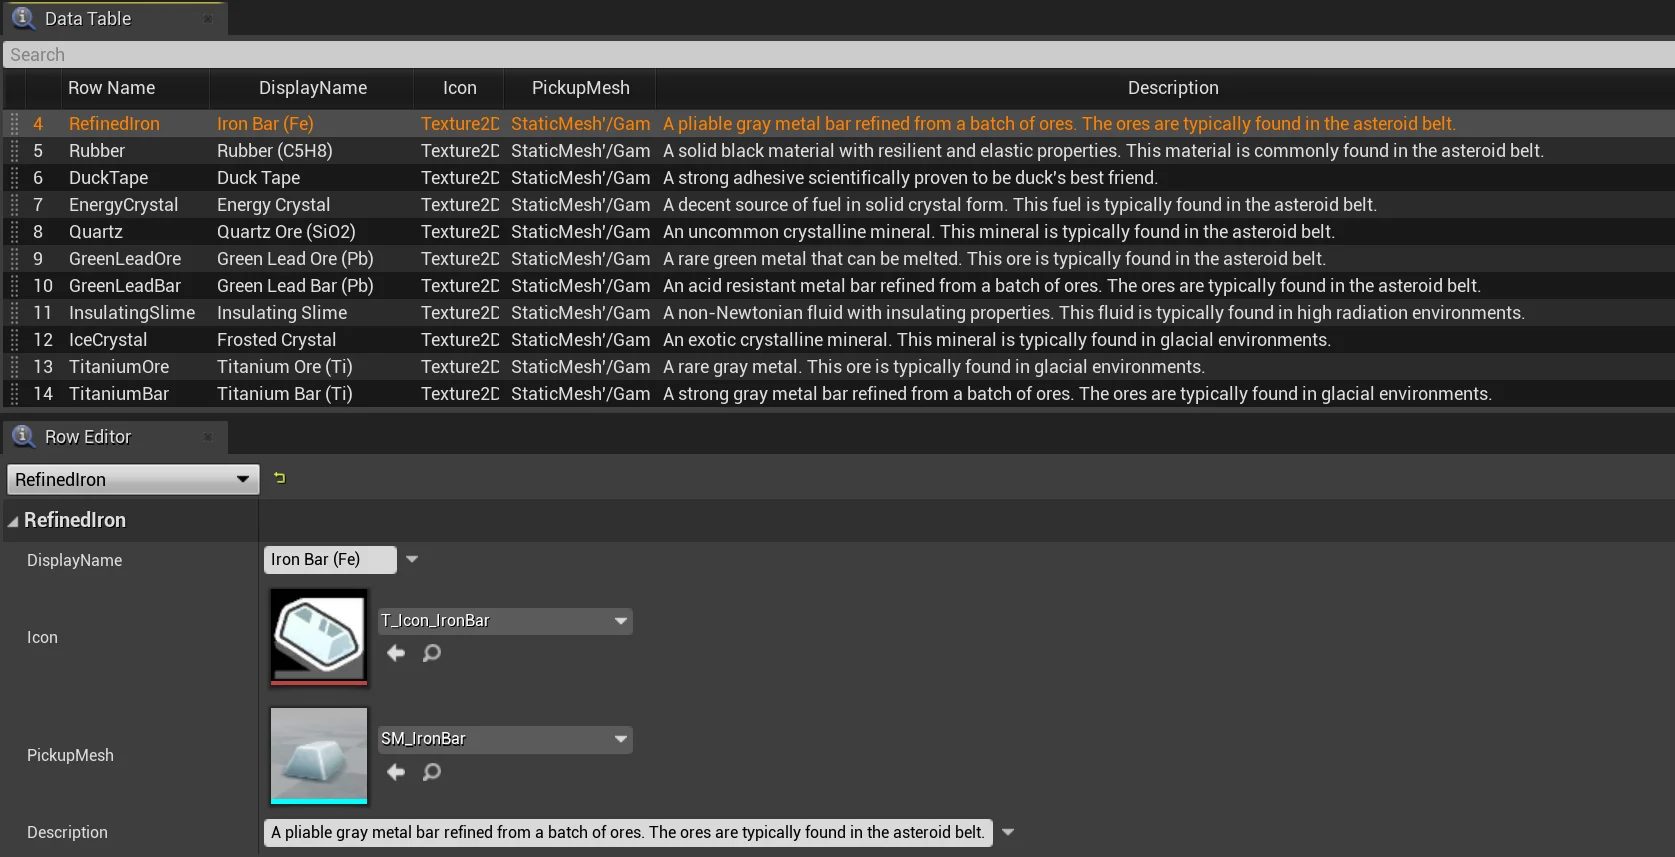 Data Table
Search
Row Name DisplayName Icon PickupMesh Description
4 RefinedIron Iron Bar (Fe) Texture2D StaticMesh'/Gam A pliable gray metal bar refined from a batch of ores. The ores are typically found in the asteroid belt.
5 Rubber Rubber (C5H8) Texture2D StaticMesh'/Gam A solid black material with resilient and elastic properties. This material is commonly found in the asteroid belt.
6 DuckTape Duck Tape Texture2D StaticMesh'/Gam A strong adhesive scientifically proven to be duck's best friend.
7 EnergyCrystal Energy Crystal Texture2D StaticMesh'/Gam A decent source of fuel in solid crystal form. This fuel is typically found in the asteroid belt.
8 Quartz Quartz Ore (SiO2) Texture2D StaticMesh'/Gam An uncommon crystalline mineral. This mineral is typically found in the asteroid belt.
9 GreenLeadOre Green Lead Ore (Pb) Texture2D StaticMesh'/Gam A rare green metal that can be melted. This ore is typically found in the asteroid belt.
10 GreenLeadBar Green Lead Bar (Pb) Texture2D StaticMesh'/Gam An acid resistant metal bar refined from a batch of ores. The ores are typically found in the asteroid belt.
11 InsulatingSlime Insulating Slime Texture2D StaticMesh'/Gam A non-Newtonian fluid with insulating properties. This fluid is typically found in high radiation environments.
12 IceCrystal Frosted Crystal Texture2D StaticMesh'/Gam An exotic crystalline mineral. This mineral is typically found in glacial environments.
13 TitaniumOre Titanium Ore (Ti) Texture2D StaticMesh'/Gam A rare gray metal. This ore is typically found in glacial environments.
14 TitaniumBar Titanium Bar (Ti) Texture2D StaticMesh'/Gam A strong gray metal bar refined from a batch of ores. The ores are typically found in glacial environments.
Row Editor
RefinedIron
RefinedIron
DisplayName Iron Bar (Fe)
Icon T_Icon_IronBar
PickupMesh SM_IronBar
Description A pliable gray metal bar refined from a batch of ores. The ores are typically found in the asteroid belt.